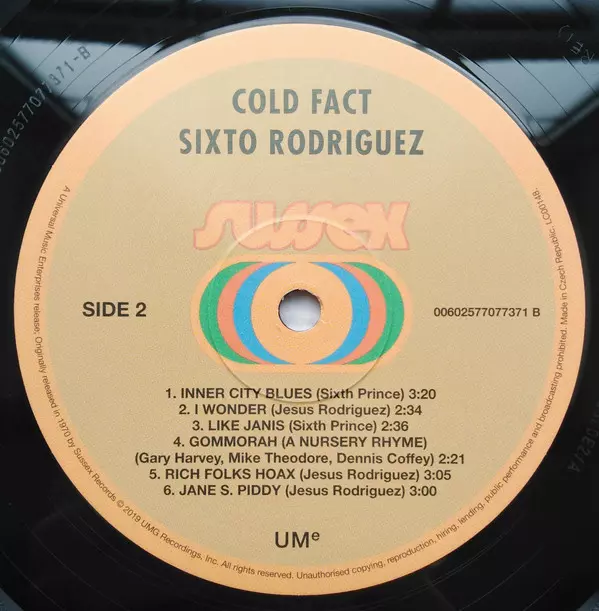 COLD FACT
SIXTO RODRIGUEZ
sussex
SIDE 2
00602577077371 B
1. INNER CITY BLUES (Sixth Prince) 3:20
2. I WONDER (Jesus Rodriguez) 2:34
3. LIKE JANIS (Sixth Prince) 2:36
4. GOMMORAH (A NURSERY RHYME)
(Gary Harvey, Mike Theodore, Dennis Coffey) 2:21
5. RICH FOLKS HOAX (Jesus Rodriguez) 3:05
6. JANE S. PIDDY (Jesus Rodriguez) 3:00
UMe
A Universal Music Enterprises release; Originally released in 1970 by Sussex Records © 2019 UMG Recordings, Inc. All rights reserved. Unauthorised copying, reproduction, hiring, lending, public performance and broadcasting prohibited. Made in Czech Republic. LC00148.
00602577077371-B